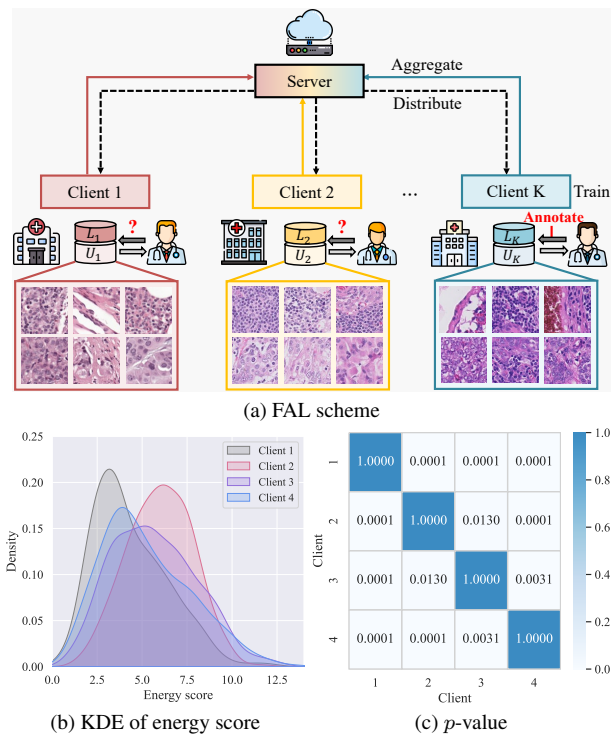 Server
Aggregate
Distribute
Client 1
Client 2
...
Client K
Train
L1
U1
?
L2
U2
?
LK
UK
Annotate
(a) FAL scheme
0.25
0.20
0.15
0.10
0.05
0.00
Density
Client 1
Client 2
Client 3
Client 4
0.0 2.5 5.0 7.5 10.0 12.5
Energy score
(b) KDE of energy score
1 1.0000 0.0001 0.0001 0.0001
2 0.0001 1.0000 0.0130 0.0001
3 0.0001 0.0130 1.0000 0.0031
4 0.0001 0.0001 0.0031 1.0000
Client
1 2 3 4
Client
1.0
0.8
0.6
0.4
0.2
0.0
(c) p-value